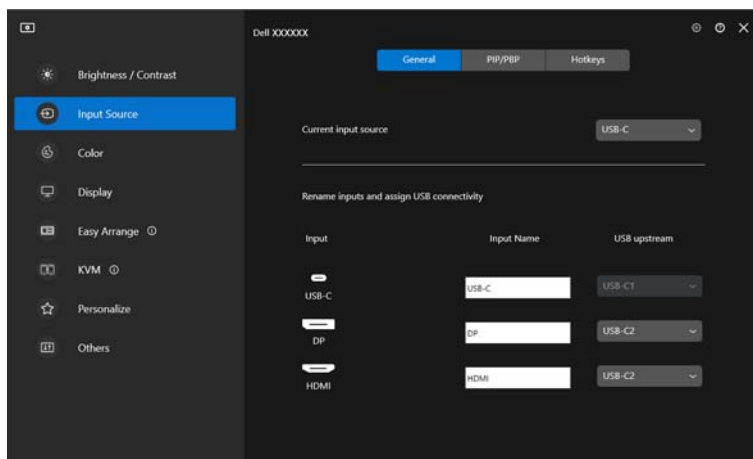 Dell XXXXXX
General PIP/PBP Hotkeys
Brightness / Contrast
Input Source
Color
Display
Easy Arrange
KVM
Personalize
Others
Current input source USB-C
Rename inputs and assign USB connectivity
Input Input Name USB upstream
USB-C USB-C USB-C1
DP DP USB-C2
HDMI HDMI USB-C2